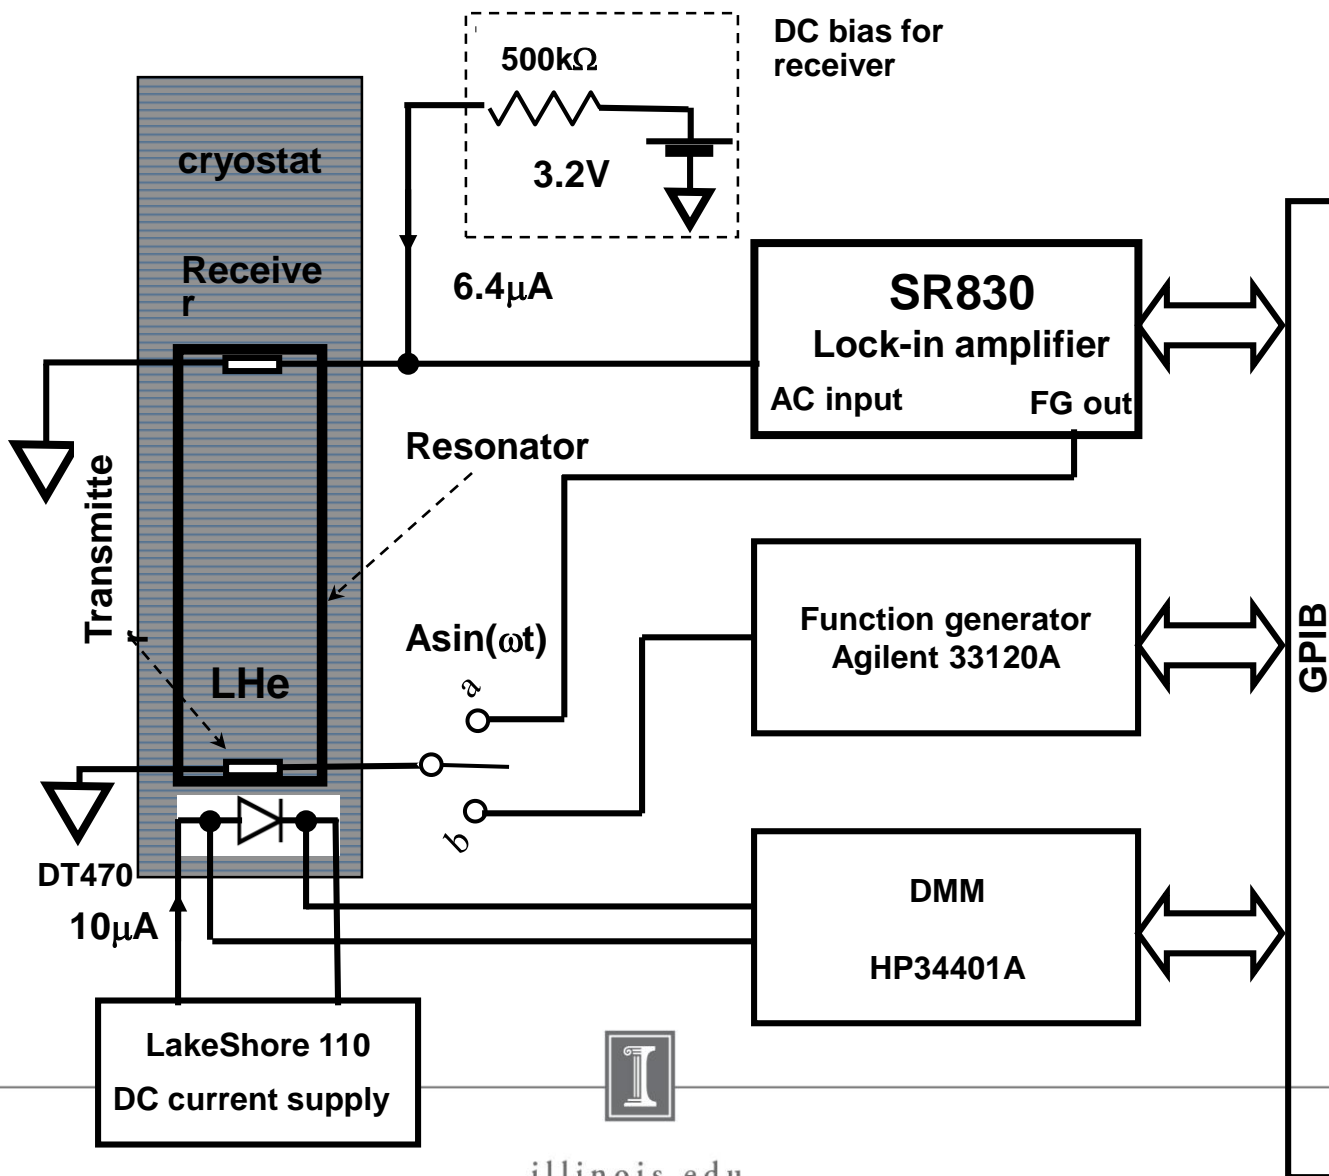 DC bias for
receiver
500kΩ
3.2V
cryostat
Receive
r
6.4μA
SR830
Lock-in amplifier
AC input
FG out
Resonator
Transmitte
r
Asin(ωt)
a
b
LHe
Function generator
Agilent 33120A
GPIB
DT470
10μA
DMM
HP34401A
LakeShore 110
DC current supply
I
illinois.edu